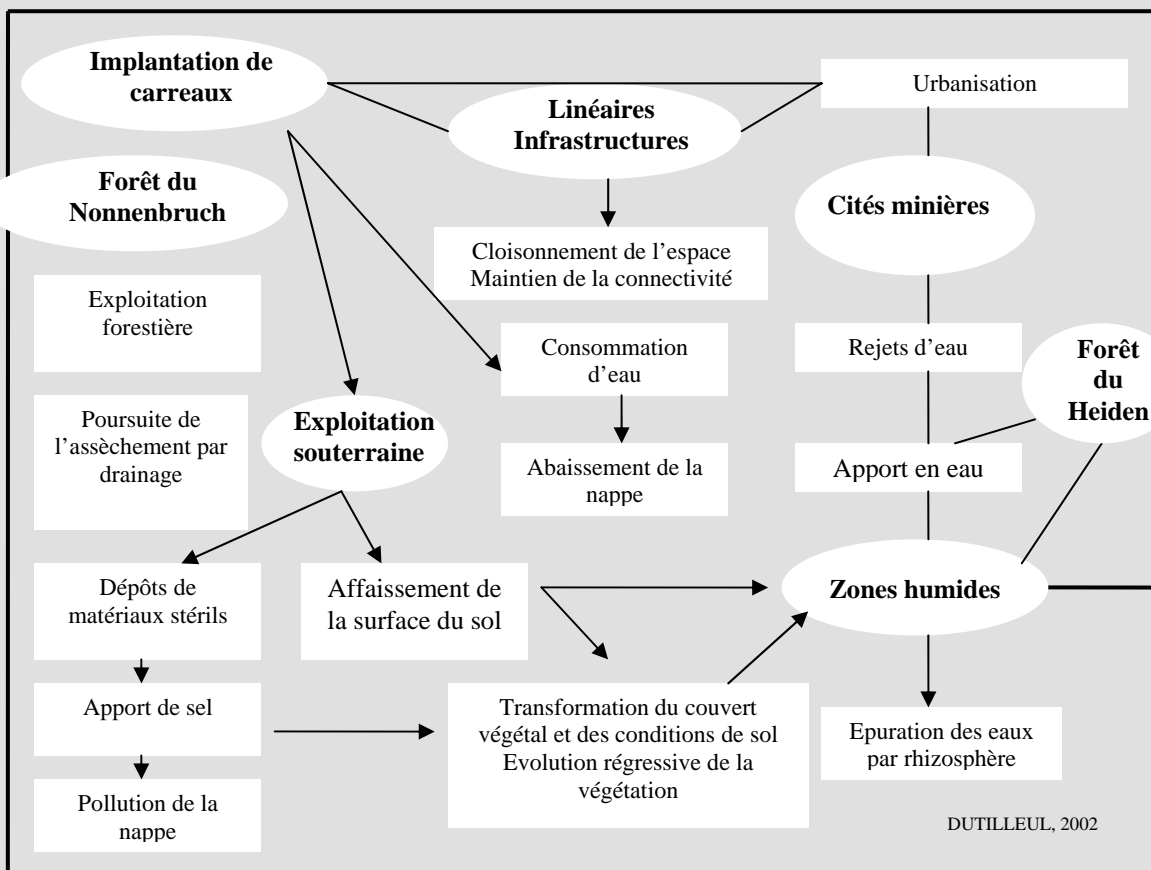 Implantation de
carreaux
Urbanisation
Linéaires
Infrastructures
Forêt du
Nonnenbruch
Cités minières
Cloisonnement de l'espace
Maintien de la connectivité
Exploitation
forestière
Consommation
d'eau
Rejets d'eau
Forêt
du
Heiden
Poursuite de
l'assèchement par
drainage
Exploitation
souterraine
Abaissement de la
nappe
Apport en eau
Dépôts de
matériaux stérils
Affaissement de
la surface du sol
Zones humides
Apport de sel
Transformation du couvert
végétal et des conditions de sol
Evolution régressive de la
végétation
Epuration des eaux
par rhizosphère
Pollution de la
nappe
DUTILLEUL, 2002